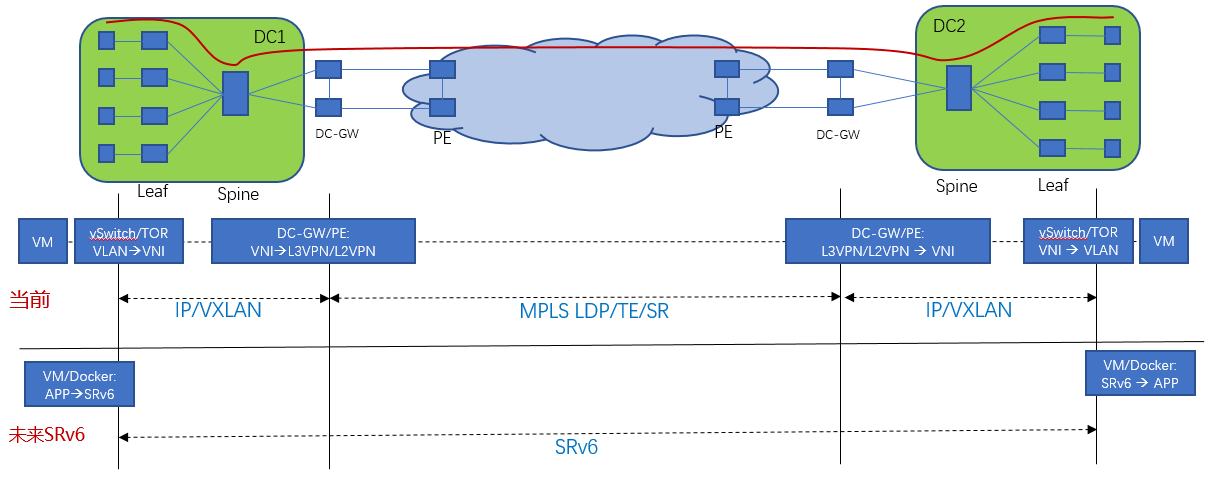 DC1
DC2
DC-GW
PE
PE
DC-GW
Leaf
Spine
Spine
Leaf
VM
vSwitch/TOR
VLAN→VNI
DC-GW/PE:
VNI→L3VPN/L2VPN
DC-GW/PE:
L3VPN/L2VPN → VNI
vSwitch/TOR
VNI → VLAN
VM
当前
IP/VXLAN
MPLS LDP/TE/SR
IP/VXLAN
VM/Docker:
APP→SRv6
VM/Docker:
SRv6 → APP
未来SRv6
SRv6